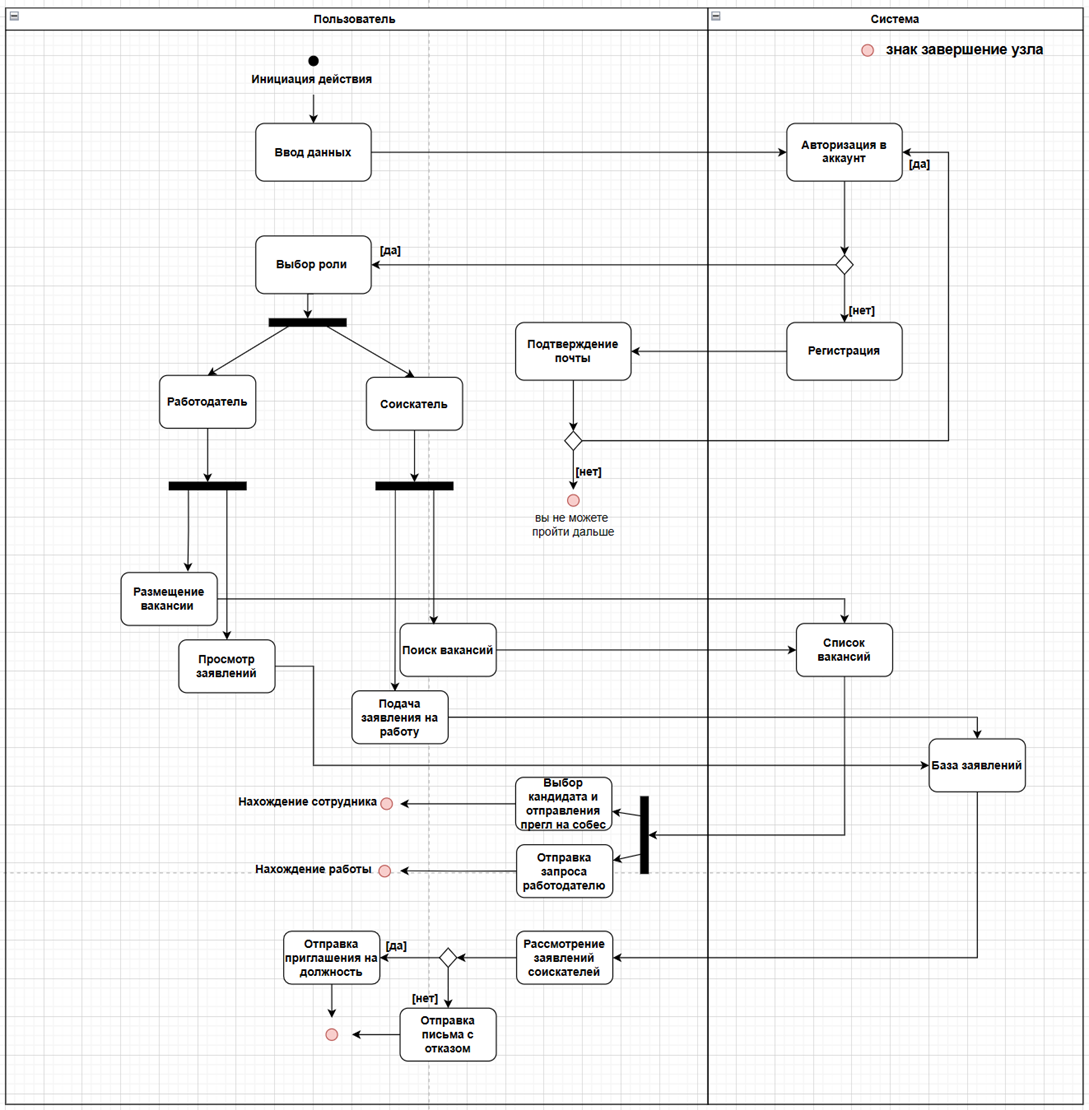 Пользователь
Система
знак завершение узла
Инициация действия
Ввод данных
Авторизация в
аккаунт
[да]
Выбор роли
[да]
[нет]
Подтверждение
почты
Регистрация
Работодатель
Соискатель
[нет]
вы не можете
пройти дальше
Размещение
вакансии
Просмотр
заявлений
Поиск вакансий
Список
вакансий
Подача
заявления на
работу
База заявлений
Выбор
кандидата и
отправления
прегл на собес
Нахождение сотрудника
Отправка
запроса
работодателю
Нахождение работы
Отправка
приглашения на
должность
[да]
Рассмотрение
заявлений
соискателей
[нет]
Отправка
письма с
отказом